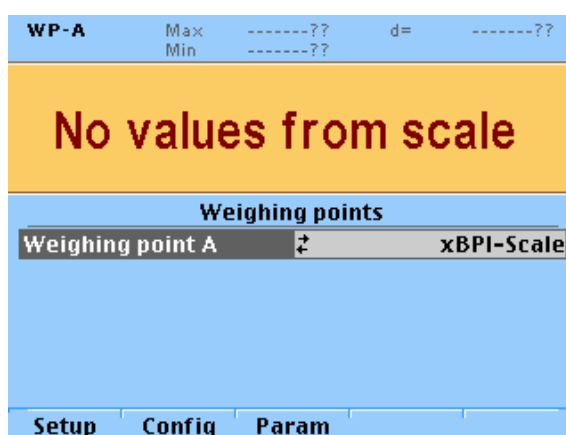 WP-A Max -------?? d= -------??
Min -------??
No values from scale
Weighing points
Weighing point A ⇄ xBPI-Scale
Setup Config Param